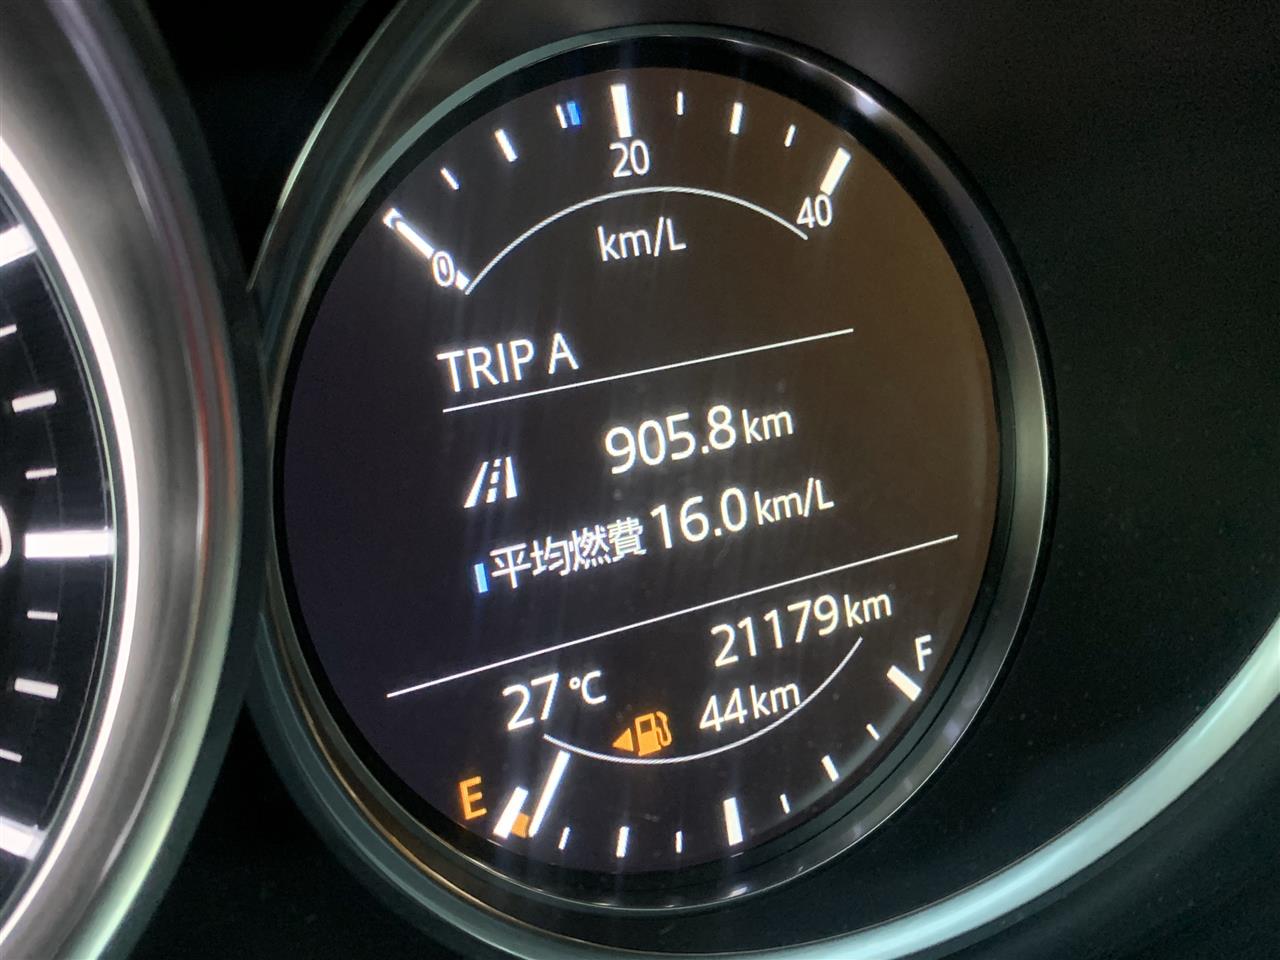 20
0
40
km/L
TRIP A
905.8 km
平均燃費 16.0 km/L
21179 km
27 ℃
44 km
E
F